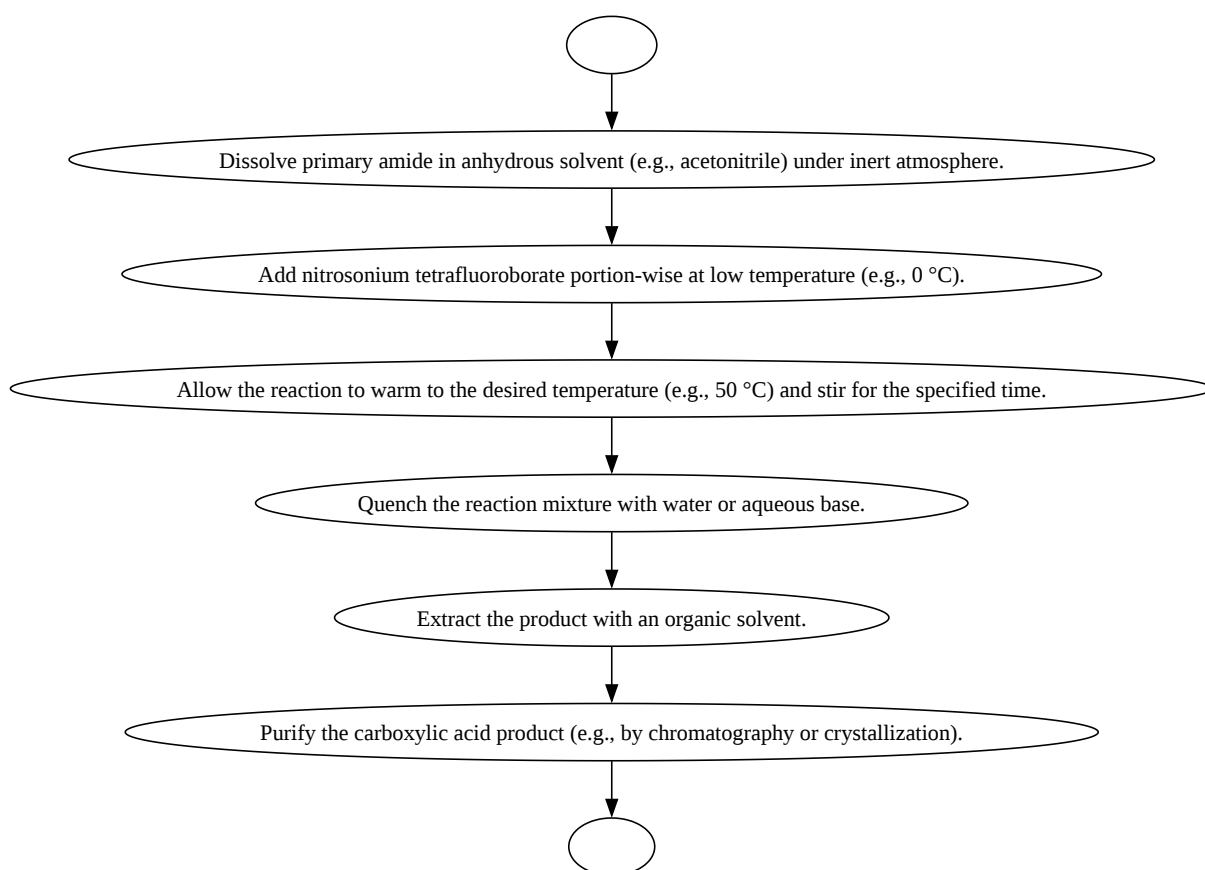 Dissolve primary amide in anhydrous solvent (e.g., acetonitrile) under inert atmosphere.
Add nitrosonium tetrafluoroborate portion-wise at low temperature (e.g., 0 °C).
Allow the reaction to warm to the desired temperature (e.g., 50 °C) and stir for the specified time.
Quench the reaction mixture with water or aqueous base.
Extract the product with an organic solvent.
Purify the carboxylic acid product (e.g., by chromatography or crystallization).